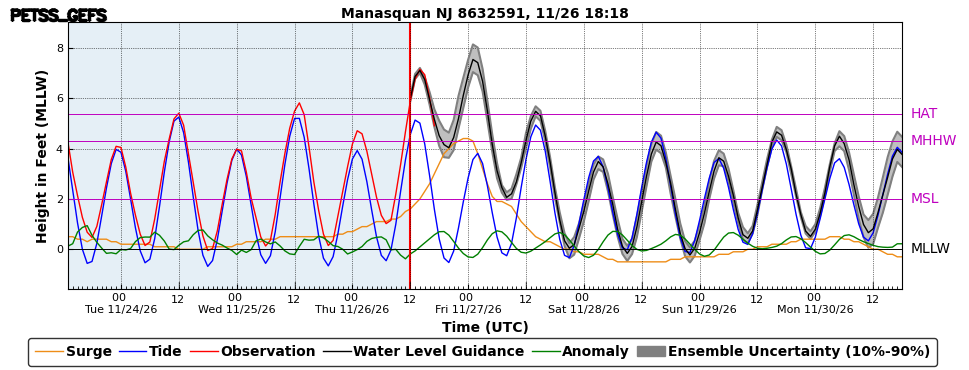 PETSS_GEFS
Manasquan NJ 8632591, 11/26 18:18
Height in Feet (MLLW)
8
6
4
2
0
HAT
MHHW
MSL
MLLW
00 12 00 12 00 12 00 12 00 12 00 12 00 12
Tue 11/24/26 Wed 11/25/26 Thu 11/26/26 Fri 11/27/26 Sat 11/28/26 Sun 11/29/26 Mon 11/30/26
Time (UTC)
Surge Tide Observation Water Level Guidance Anomaly Ensemble Uncertainty (10%-90%)